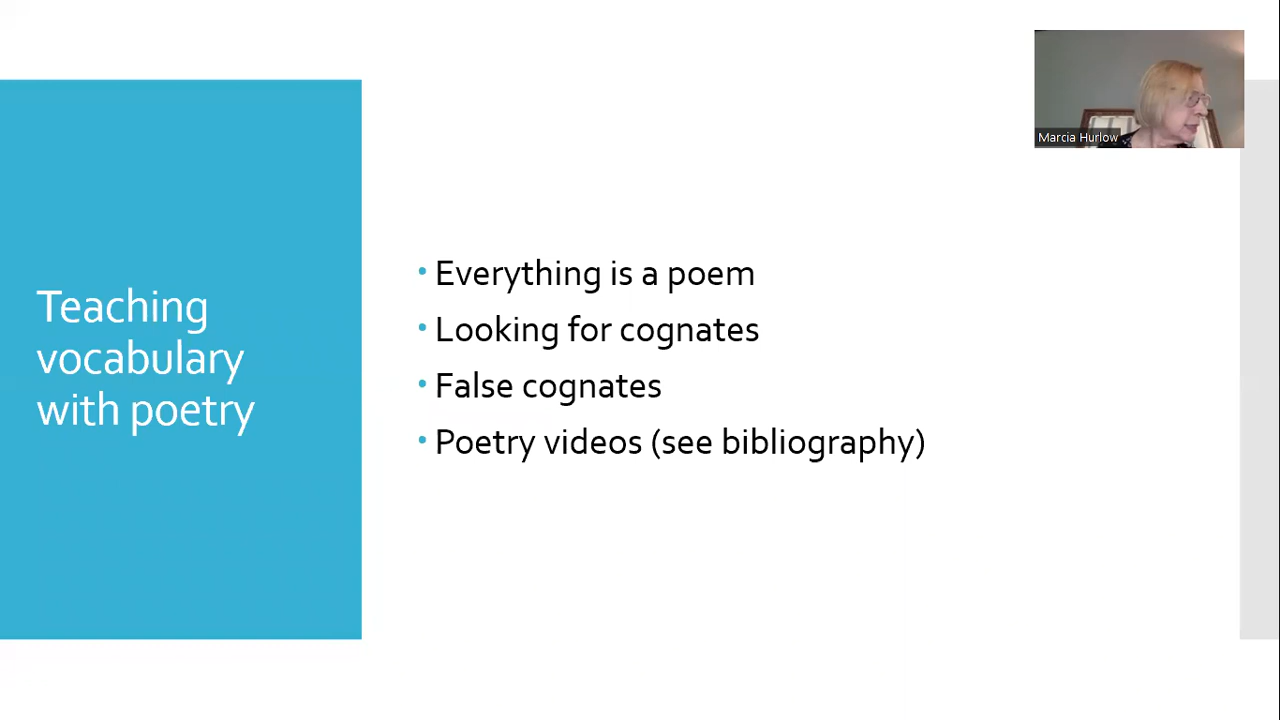 Teaching
vocabulary
with poetry
• Everything is a poem
• Looking for cognates
• False cognates
• Poetry videos (see bibliography)
Marcia Hurlow